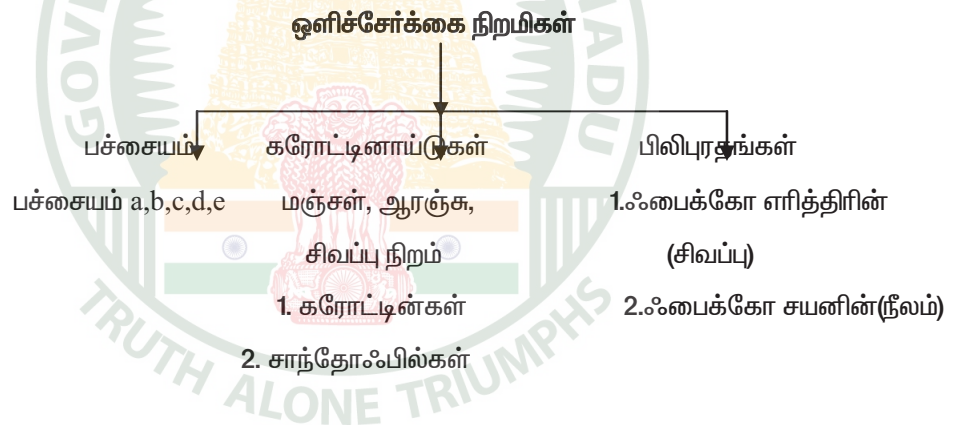 ஒளிச்சேர்க்கை நிறமிகள்
பச்சையம் கரோட்டினாய்டுகள் பிலிபுரதங்கள்
பச்சையம் a,b,c,d,e மஞ்சள், ஆரஞ்சு, 1.ஃபைக்கோ எரித்திரின்
சிவப்பு நிறம் (சிவப்பு)
1. கரோட்டின்கள் 2.ஃபைக்கோ சயனின்(நீலம்)
2. சாந்தோஃபில்கள்
TRUTH ALONE TRIUMPHS